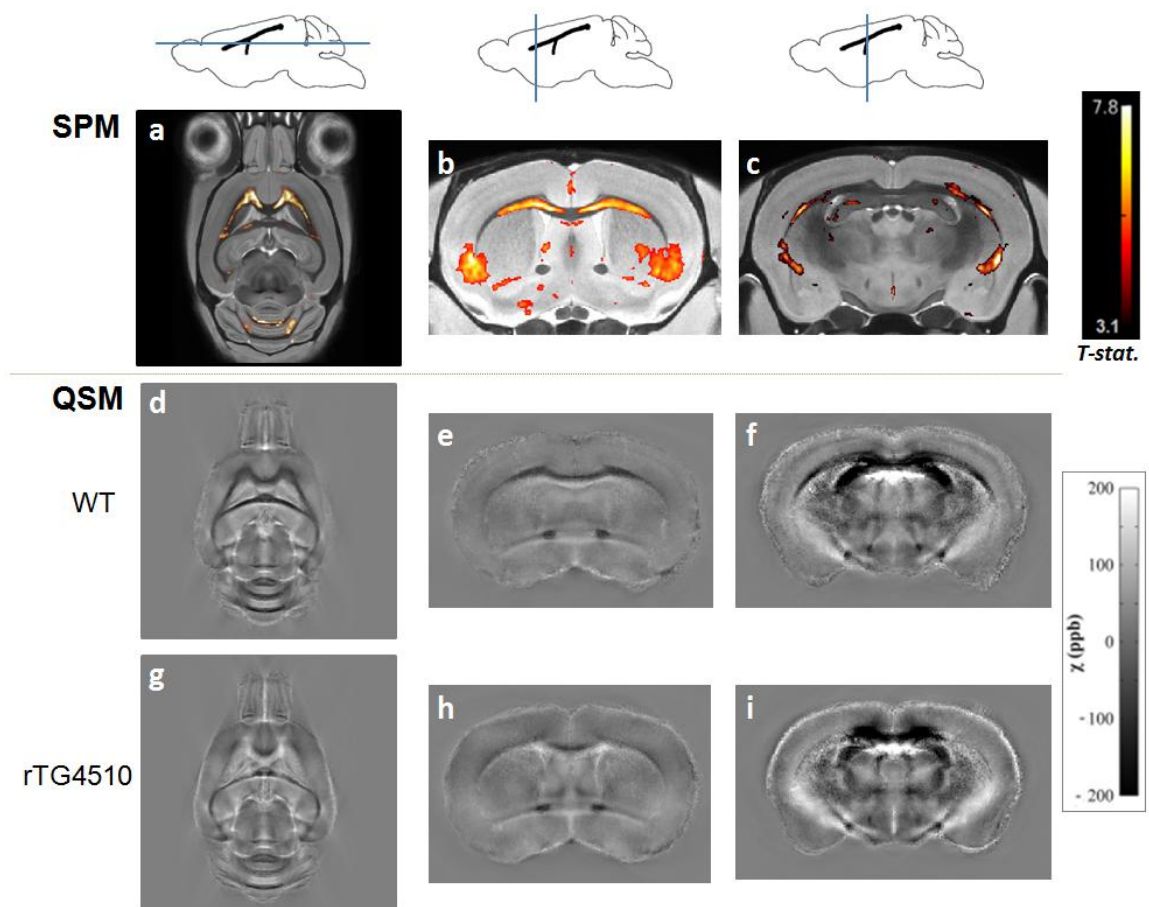 SPM
a
b
c
7.8
3.1
T-stat.
QSM
d
e
f
WT
200
100
0
- 100
- 200
χ (ppb)
g
h
i
rTG4510